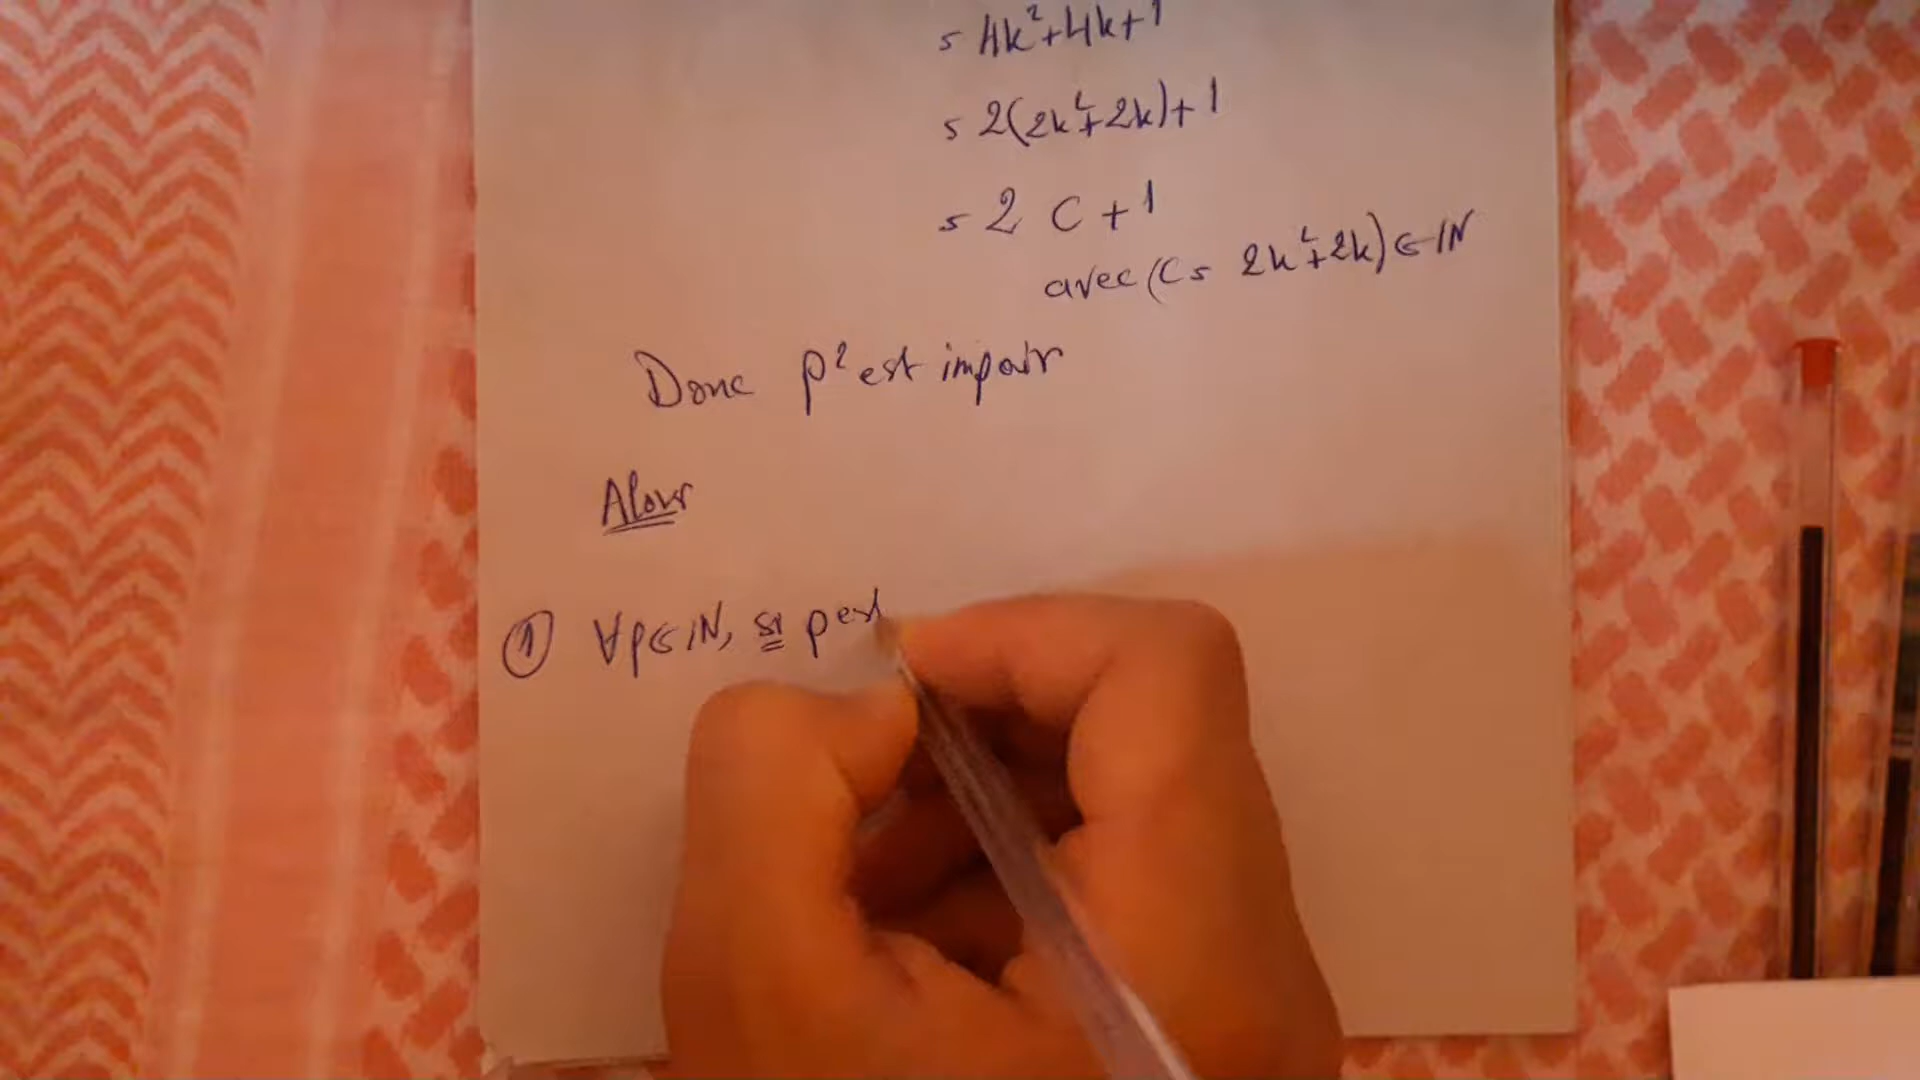 = 4k²+4k+1
= 2(2k²+2k)+1
= 2 C + 1
avec (C = 2k²+2k) ∈ ℕ
Donc p² est impair
Alors
① ∀p∈ℕ, si p est